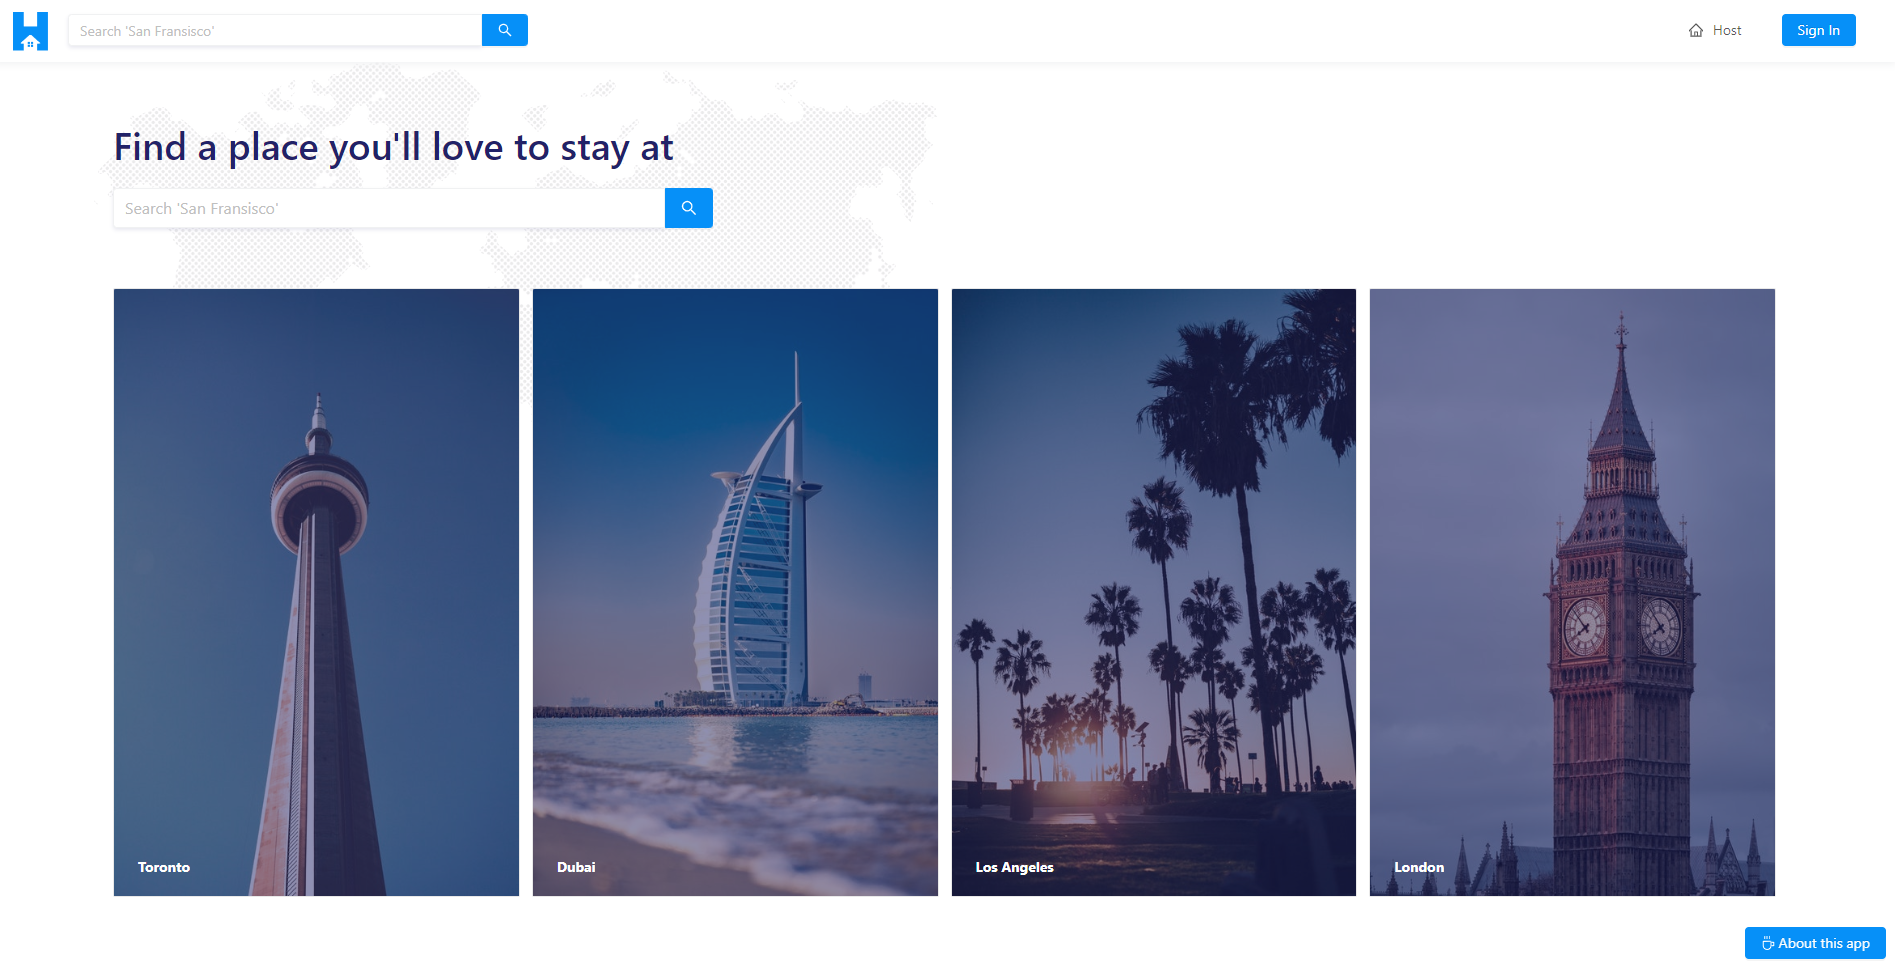 Search 'San Fransisco'
Host
Sign In
Find a place you'll love to stay at
Search 'San Fransisco'
Toronto
Dubai
Los Angeles
London
About this app